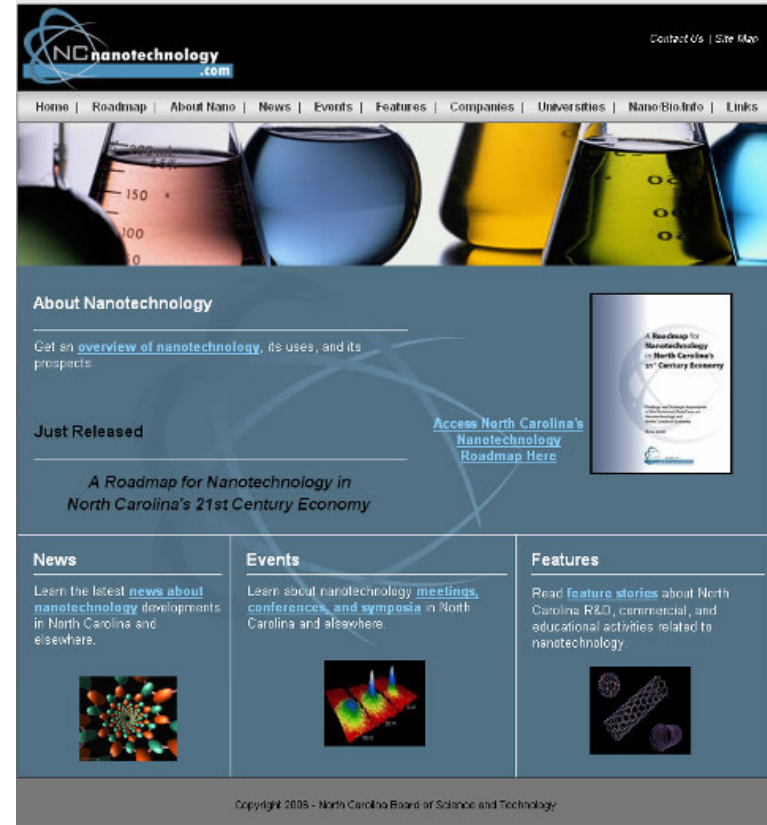 NCnanotechnology
.com
Contact Us | Site Map
Home | Roadmap | About Nano | News | Events | Features | Companies | Universities | Nano/Bio/Info | Links
150
100
About Nanotechnology
Get an overview of nanotechnology, its uses, and its
prospects.
A Roadmap for
Nanotechnology
in North Carolina's
21st Century Economy
Access North Carolina's
Nanotechnology
Roadmap Here
Just Released
A Roadmap for Nanotechnology in
North Carolina's 21st Century Economy
News
Learn the latest news about
nanotechnology developments
in North Carolina and
elsewhere.
Events
Learn about nanotechnology meetings,
conferences, and symposia in North
Carolina and elsewhere.
Features
Read feature stories about North
Carolina R&D, commercial, and
educational activities related to
nanotechnology.
Copyright 2006 - North Carolina Board of Science and Technology